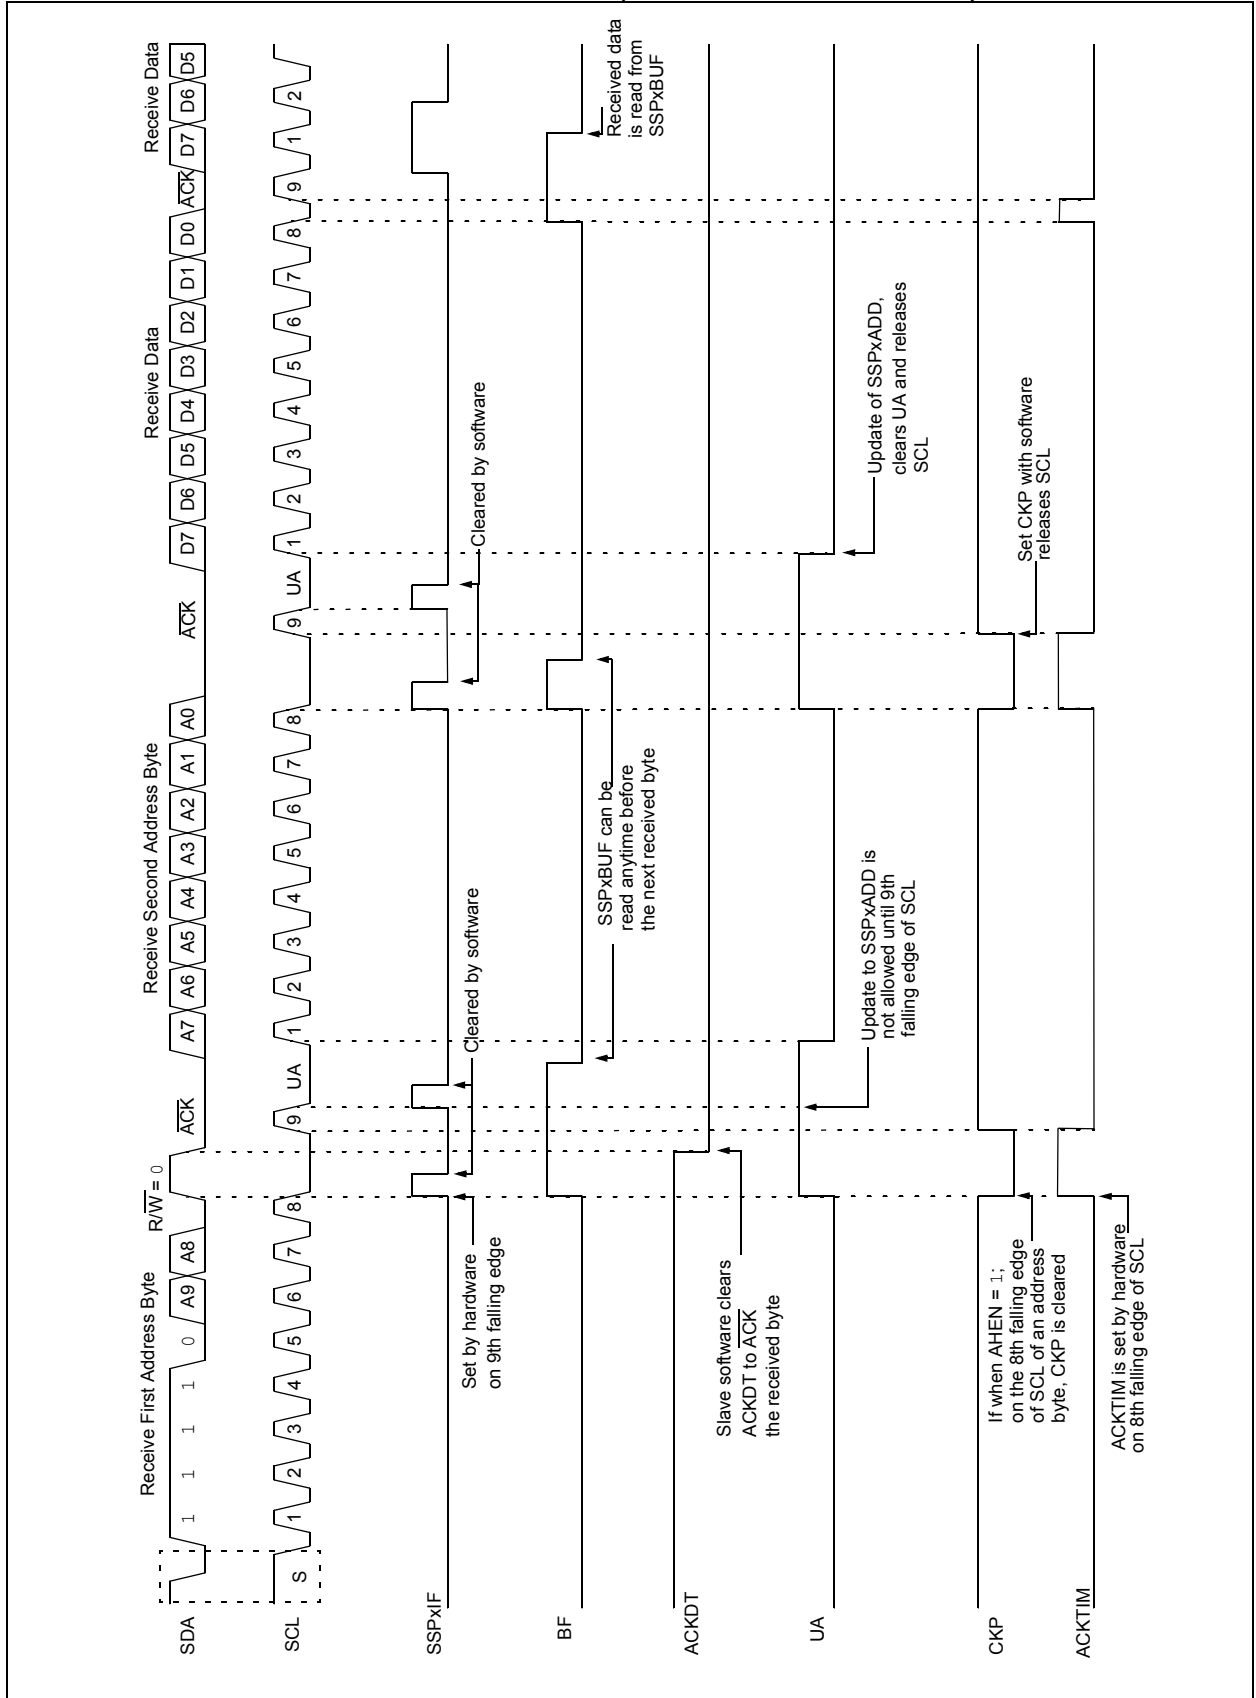 Receive First Address Byte
R/W = 0
Receive Second Address Byte
Receive Data
Receive Data
SDA
1 1 1 1 0 A9 A8 ACK A7 A6 A5 A4 A3 A2 A1 A0 ACK D7 D6 D5 D4 D3 D2 D1 D0 ACK D7 D6 D5
SCL
S 1 2 3 4 5 6 7 8 9 UA 1 2 3 4 5 6 7 8 9 UA 1 2 3 4 5 6 7 8 9 1 2
SSPxIF
Set by hardware
on 9th falling edge
Cleared by software
Cleared by software
BF
SSPxBUF can be
read anytime before
the next received byte
Received data
is read from
SSPxBUF
ACKDT
Slave software clears
ACKDT to ACK
the received byte
UA
Update to SSPxADD is
not allowed until 9th
falling edge of SCL
Update of SSPxADD,
clears UA and releases
SCL
CKP
If when AHEN = 1;
on the 8th falling edge
of SCL of an address
byte, CKP is cleared
Set CKP with software
releases SCL
ACKTIM
ACKTIM is set by hardware
on 8th falling edge of SCL